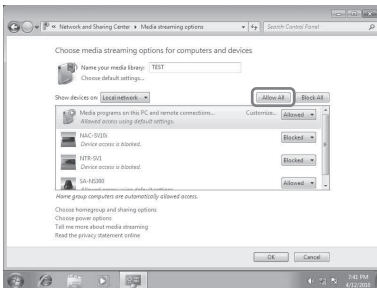 « Network and Sharing Center ▸ Media streaming options
Search Control Panel
Choose media streaming options for computers and devices
Name your media library: TEST
Choose default settings...
Show devices on: Local network
Allow All
Block All
Media programs on this PC and remote connections...
Allowed access using default settings.
Customize...
Allowed
NAC-SV10i
Device access is blocked.
Blocked
NTR-SV1
Device access is blocked.
Blocked
SA-NS300
Allowed access using default settings.
Allowed
Home group computers are automatically allowed access.
Choose homegroup and sharing options
Choose power options
Tell me more about media streaming
Read the privacy statement online
OK
Cancel
7:41 PM
4/12/2010